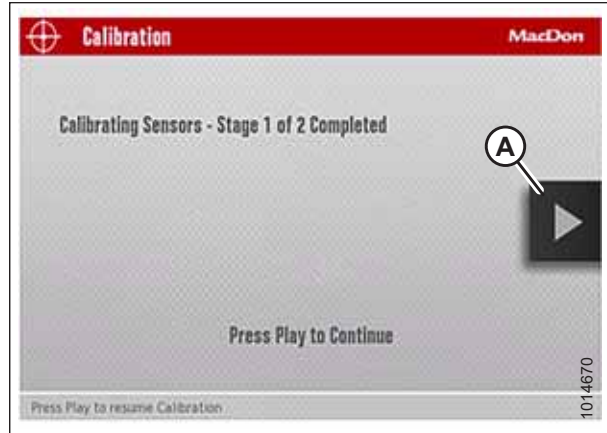 Calibration
MacDon
Calibrating Sensors - Stage 1 of 2 Completed
A
Press Play to Continue
Press Play to resume Calibration
1014670